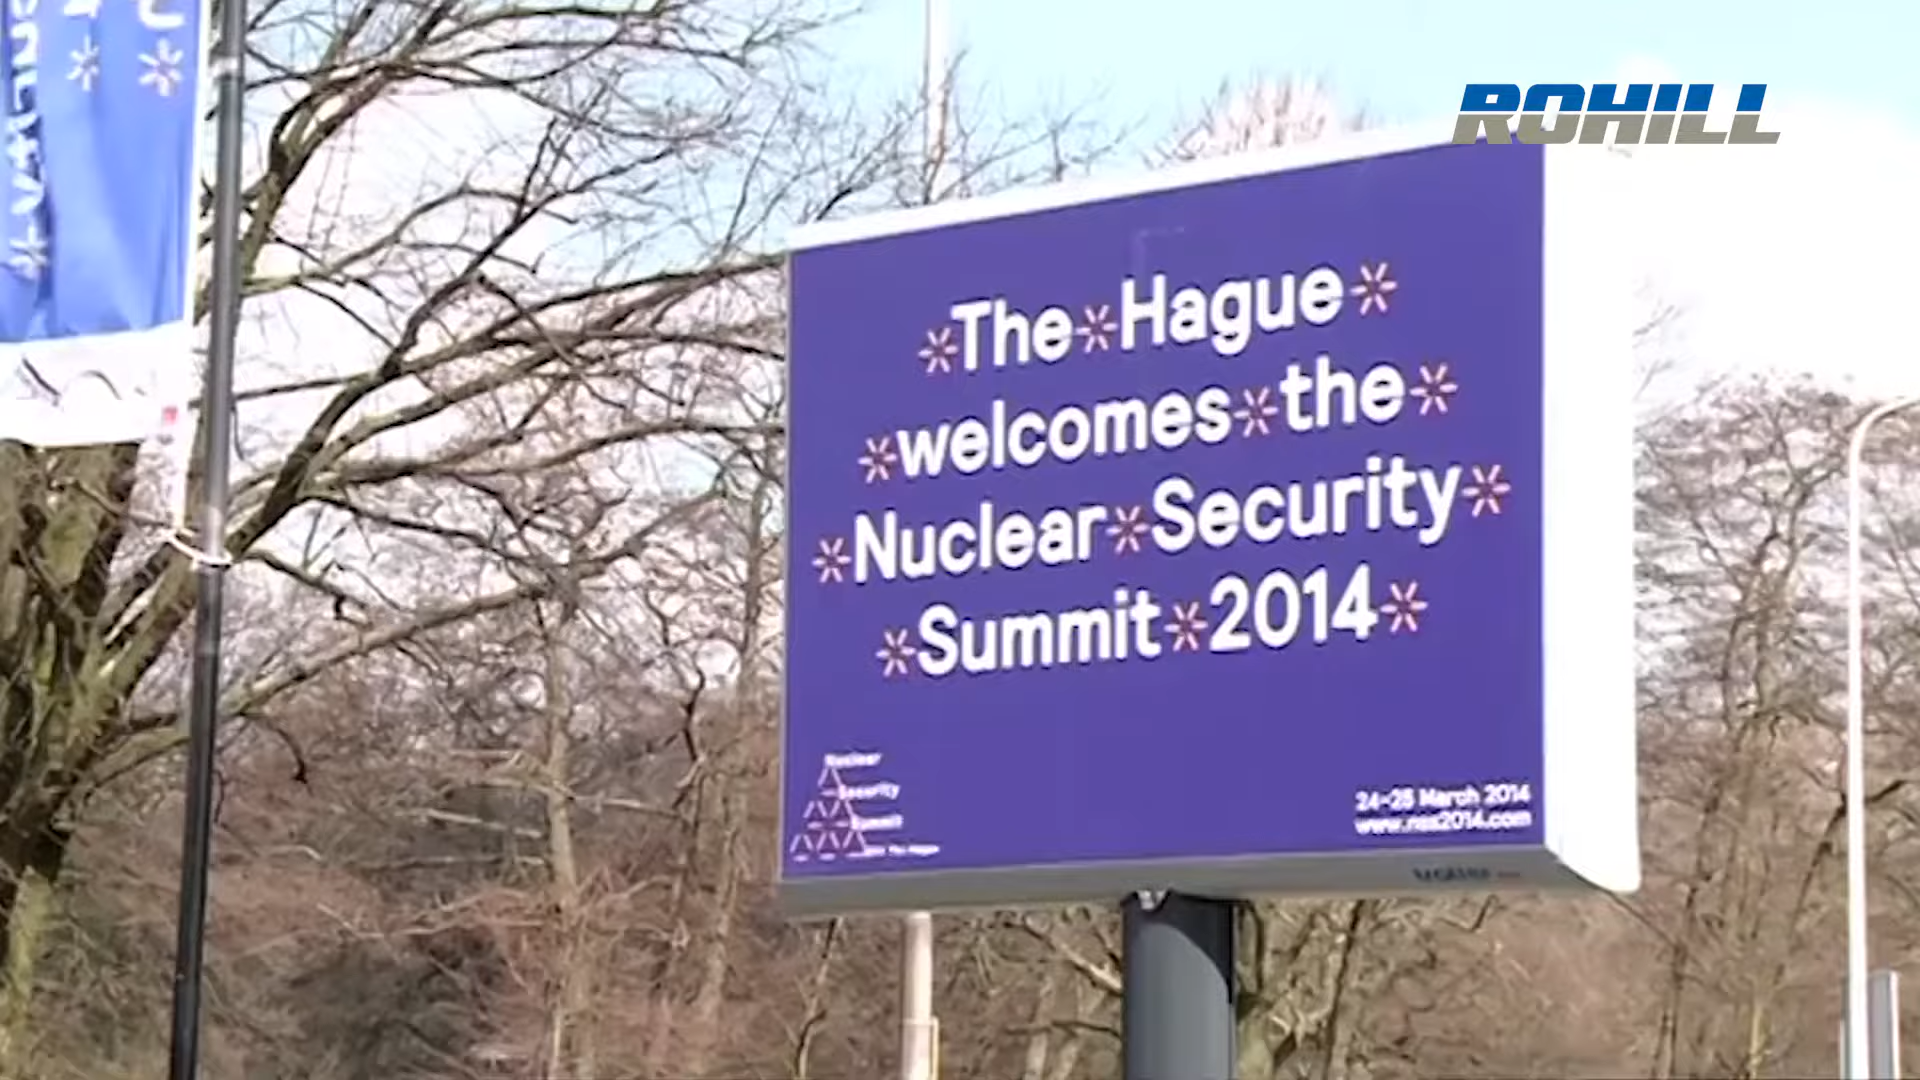 ROHILL
The Hague
welcomes the
Nuclear Security
Summit 2014
Nuclear
Security
Summit
24-25 March 2014
www.nss2014.com